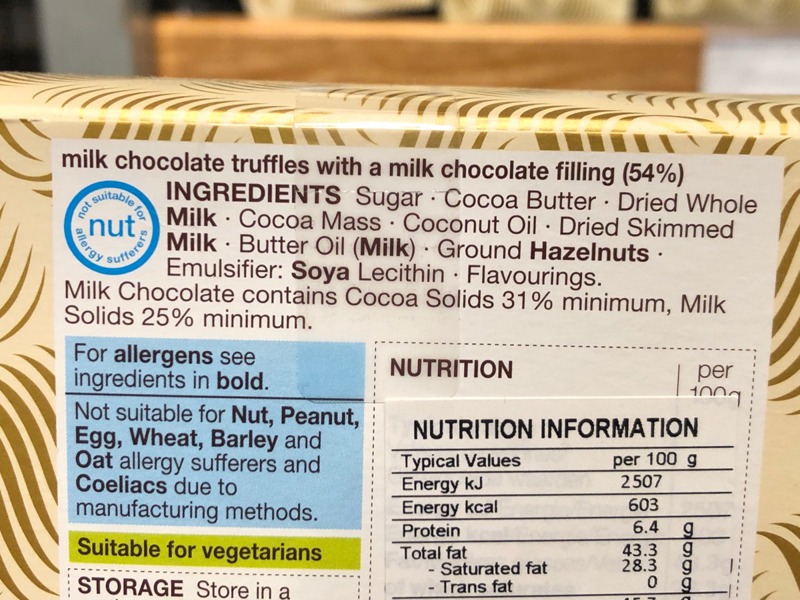 milk chocolate truffles with a milk chocolate filling (54%)
not suitable for
nut
allergy sufferers
INGREDIENTS Sugar · Cocoa Butter · Dried Whole
Milk · Cocoa Mass · Coconut Oil · Dried Skimmed
Milk · Butter Oil (Milk) · Ground Hazelnuts ·
Emulsifier: Soya Lecithin · Flavourings.
Milk Chocolate contains Cocoa Solids 31% minimum, Milk
Solids 25% minimum.
For allergens see
ingredients in bold.
Not suitable for Nut, Peanut,
Egg, Wheat, Barley and
Oat allergy sufferers and
Coeliacs due to
manufacturing methods.
Suitable for vegetarians
STORAGE Store in a
NUTRITION per
100g
NUTRITION INFORMATION
Typical Values per 100 g
Energy kJ 2507
Energy kcal 603
Protein 6.4 g
Total fat 43.3 g
- Saturated fat 28.3 g
- Trans fat 0 g